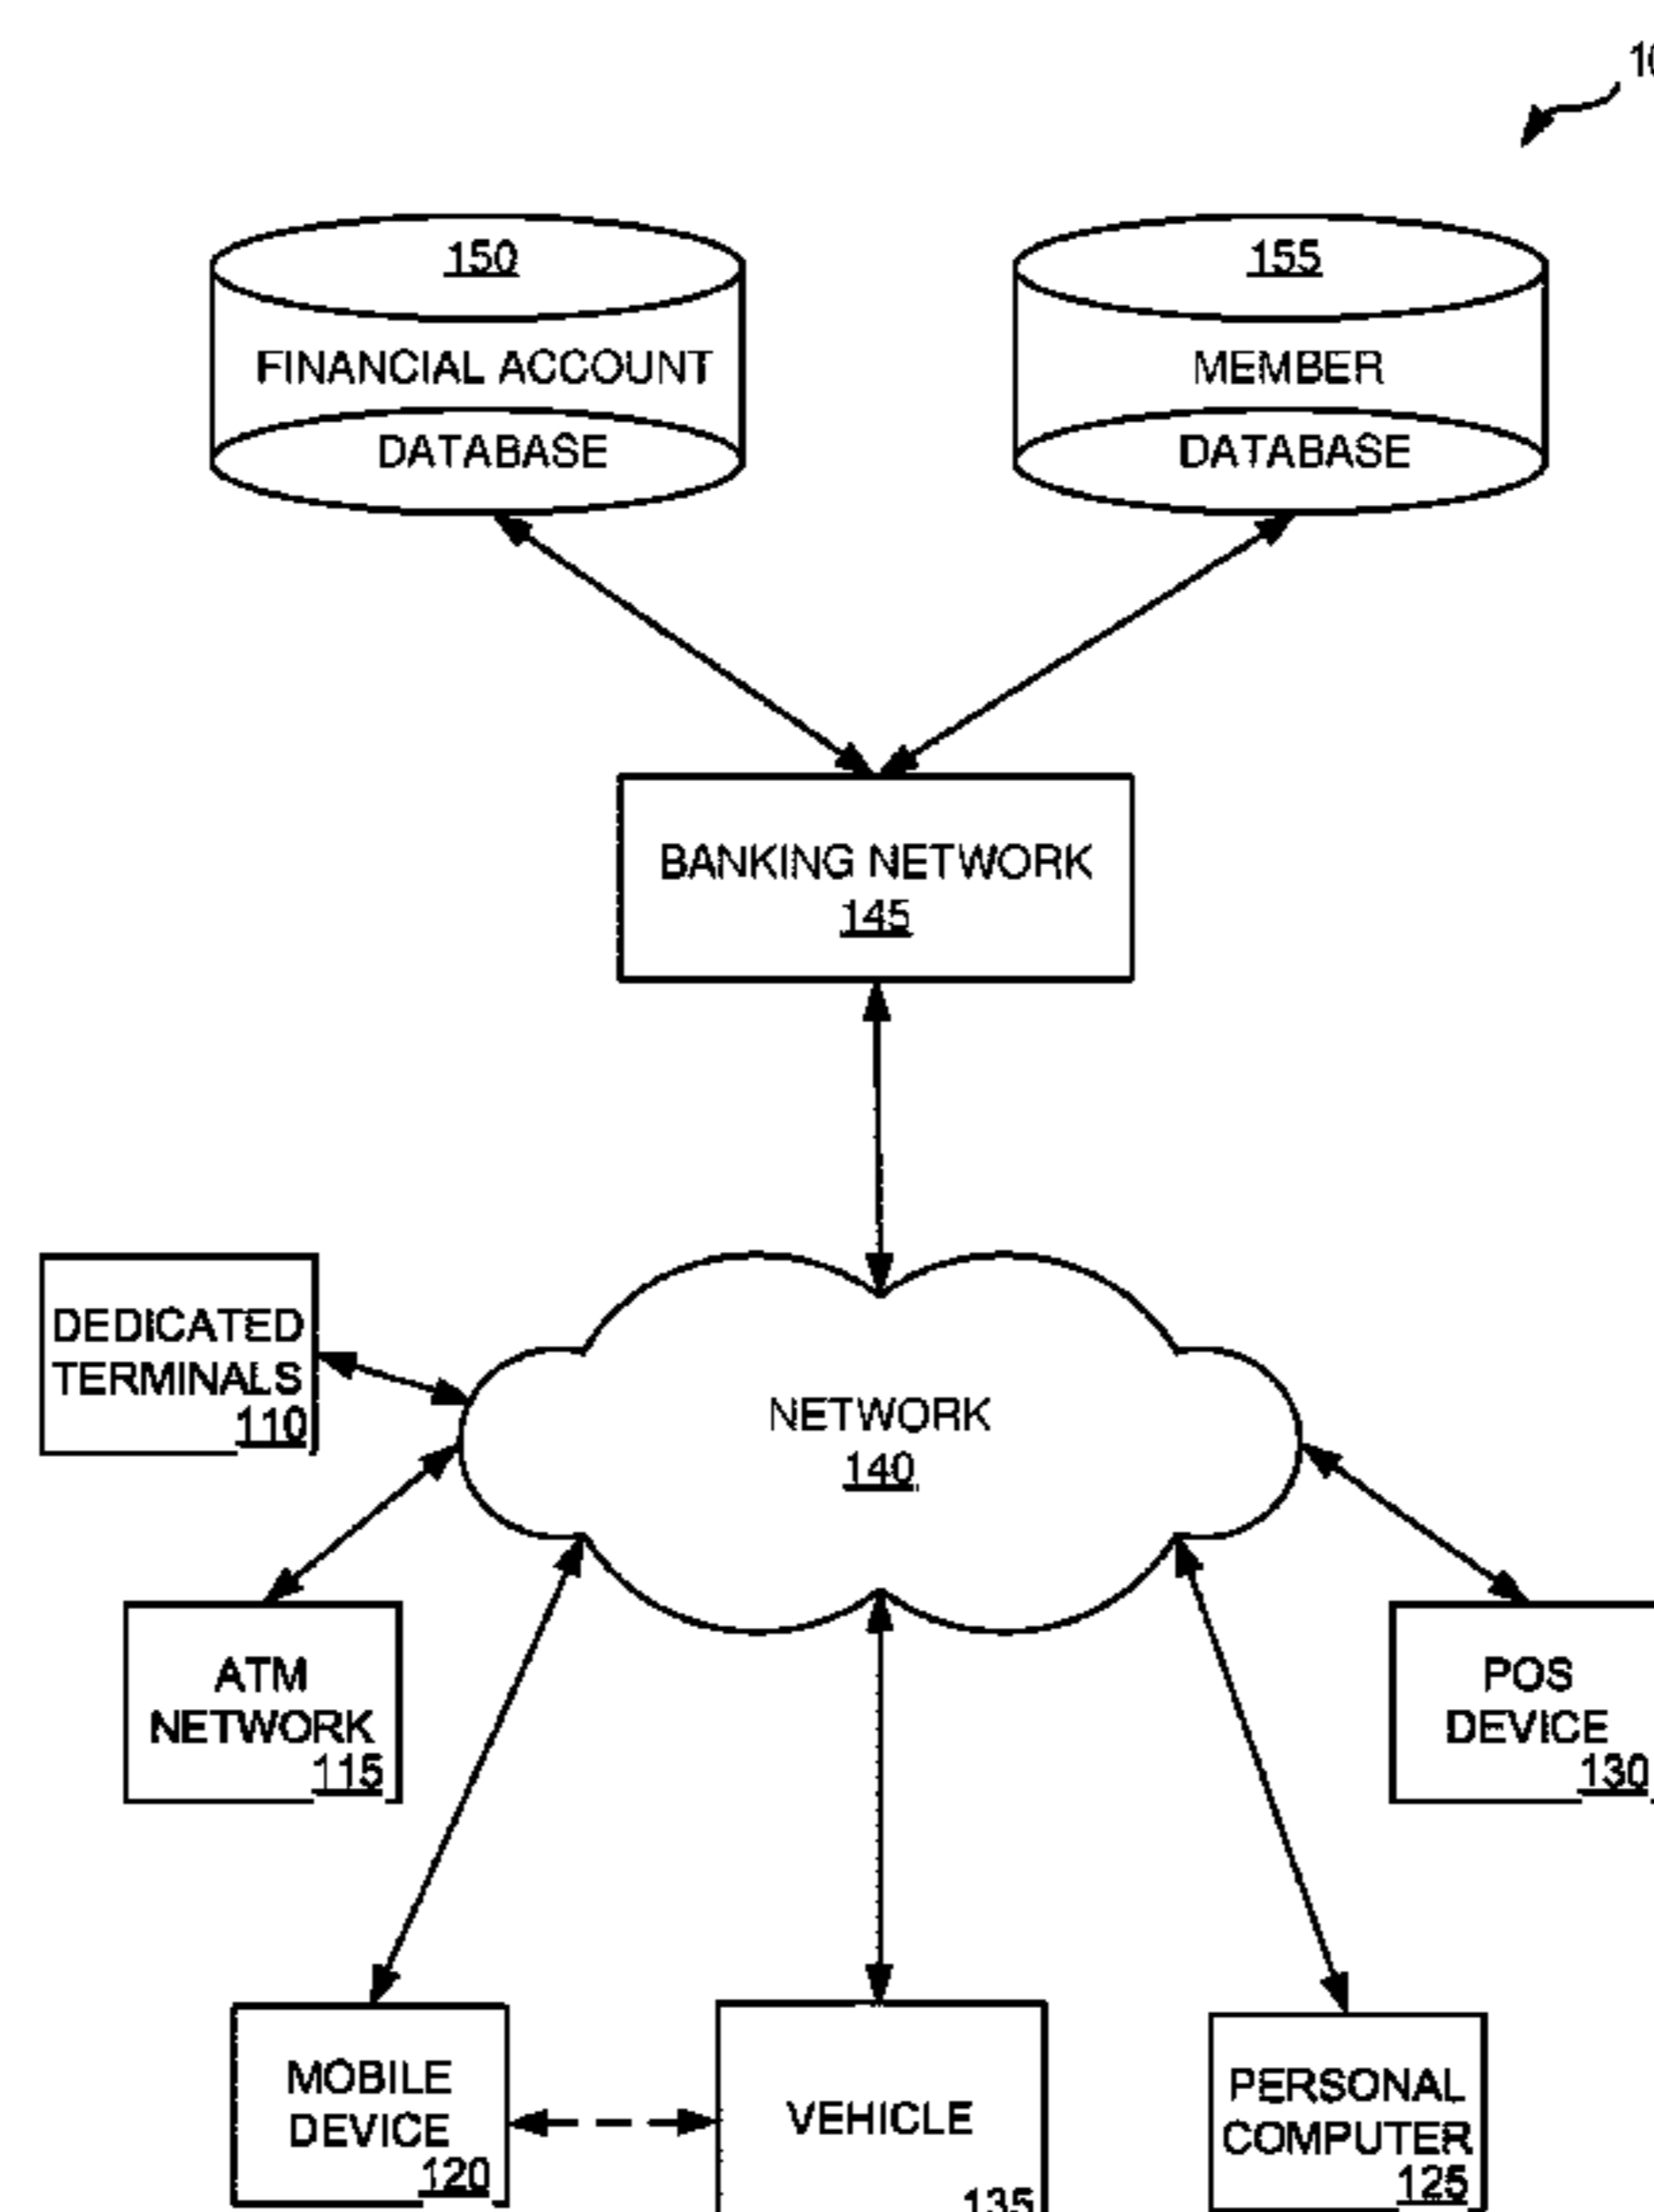 150
155
FINANCIAL ACCOUNT
DATABASE
MEMBER
DATABASE
BANKING NETWORK
145
DEDICATED
TERMINALS
110
NETWORK
140
ATM
NETWORK
115
POS
DEVICE
130
MOBILE
DEVICE
120
VEHICLE
135
PERSONAL
COMPUTER
125